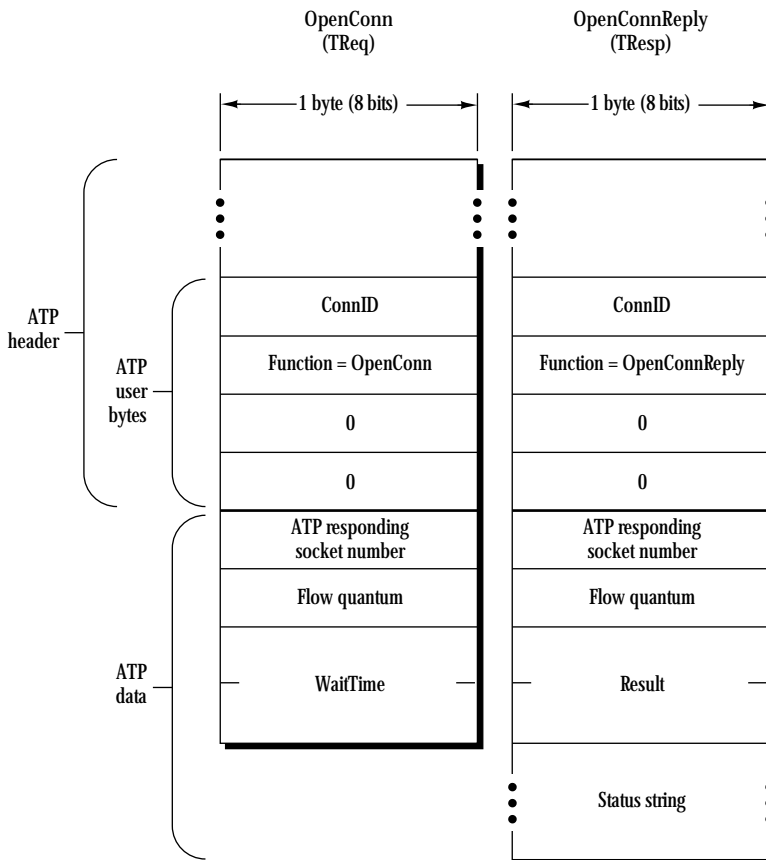 OpenConn
(TReq)
OpenConnReply
(TResp)
1 byte (8 bits)
1 byte (8 bits)
ATP
header
ATP
user
bytes
ConnID
ConnID
Function = OpenConn
Function = OpenConnReply
0
0
0
0
ATP
data
ATP responding
socket number
ATP responding
socket number
Flow quantum
Flow quantum
WaitTime
Result
Status string